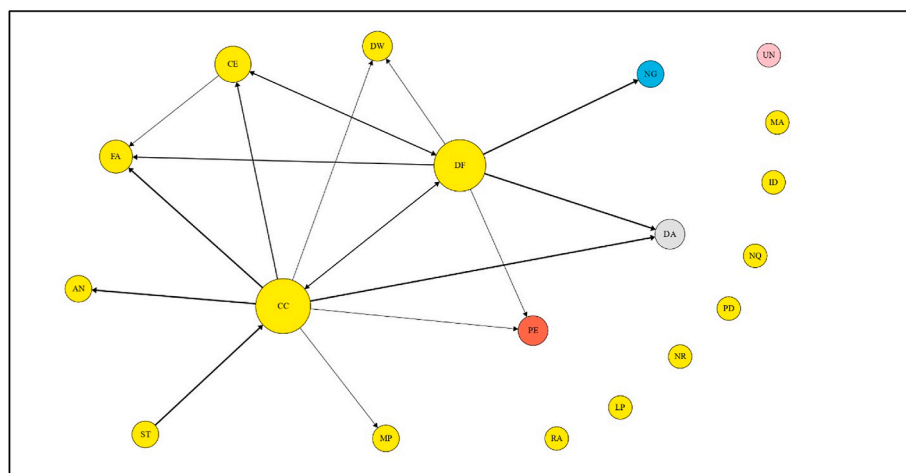 DW
UN
CE
NG
MA
FA
DF
ID
DA
NQ
AN
CC
PD
PE
NR
LP
ST
MP
RA